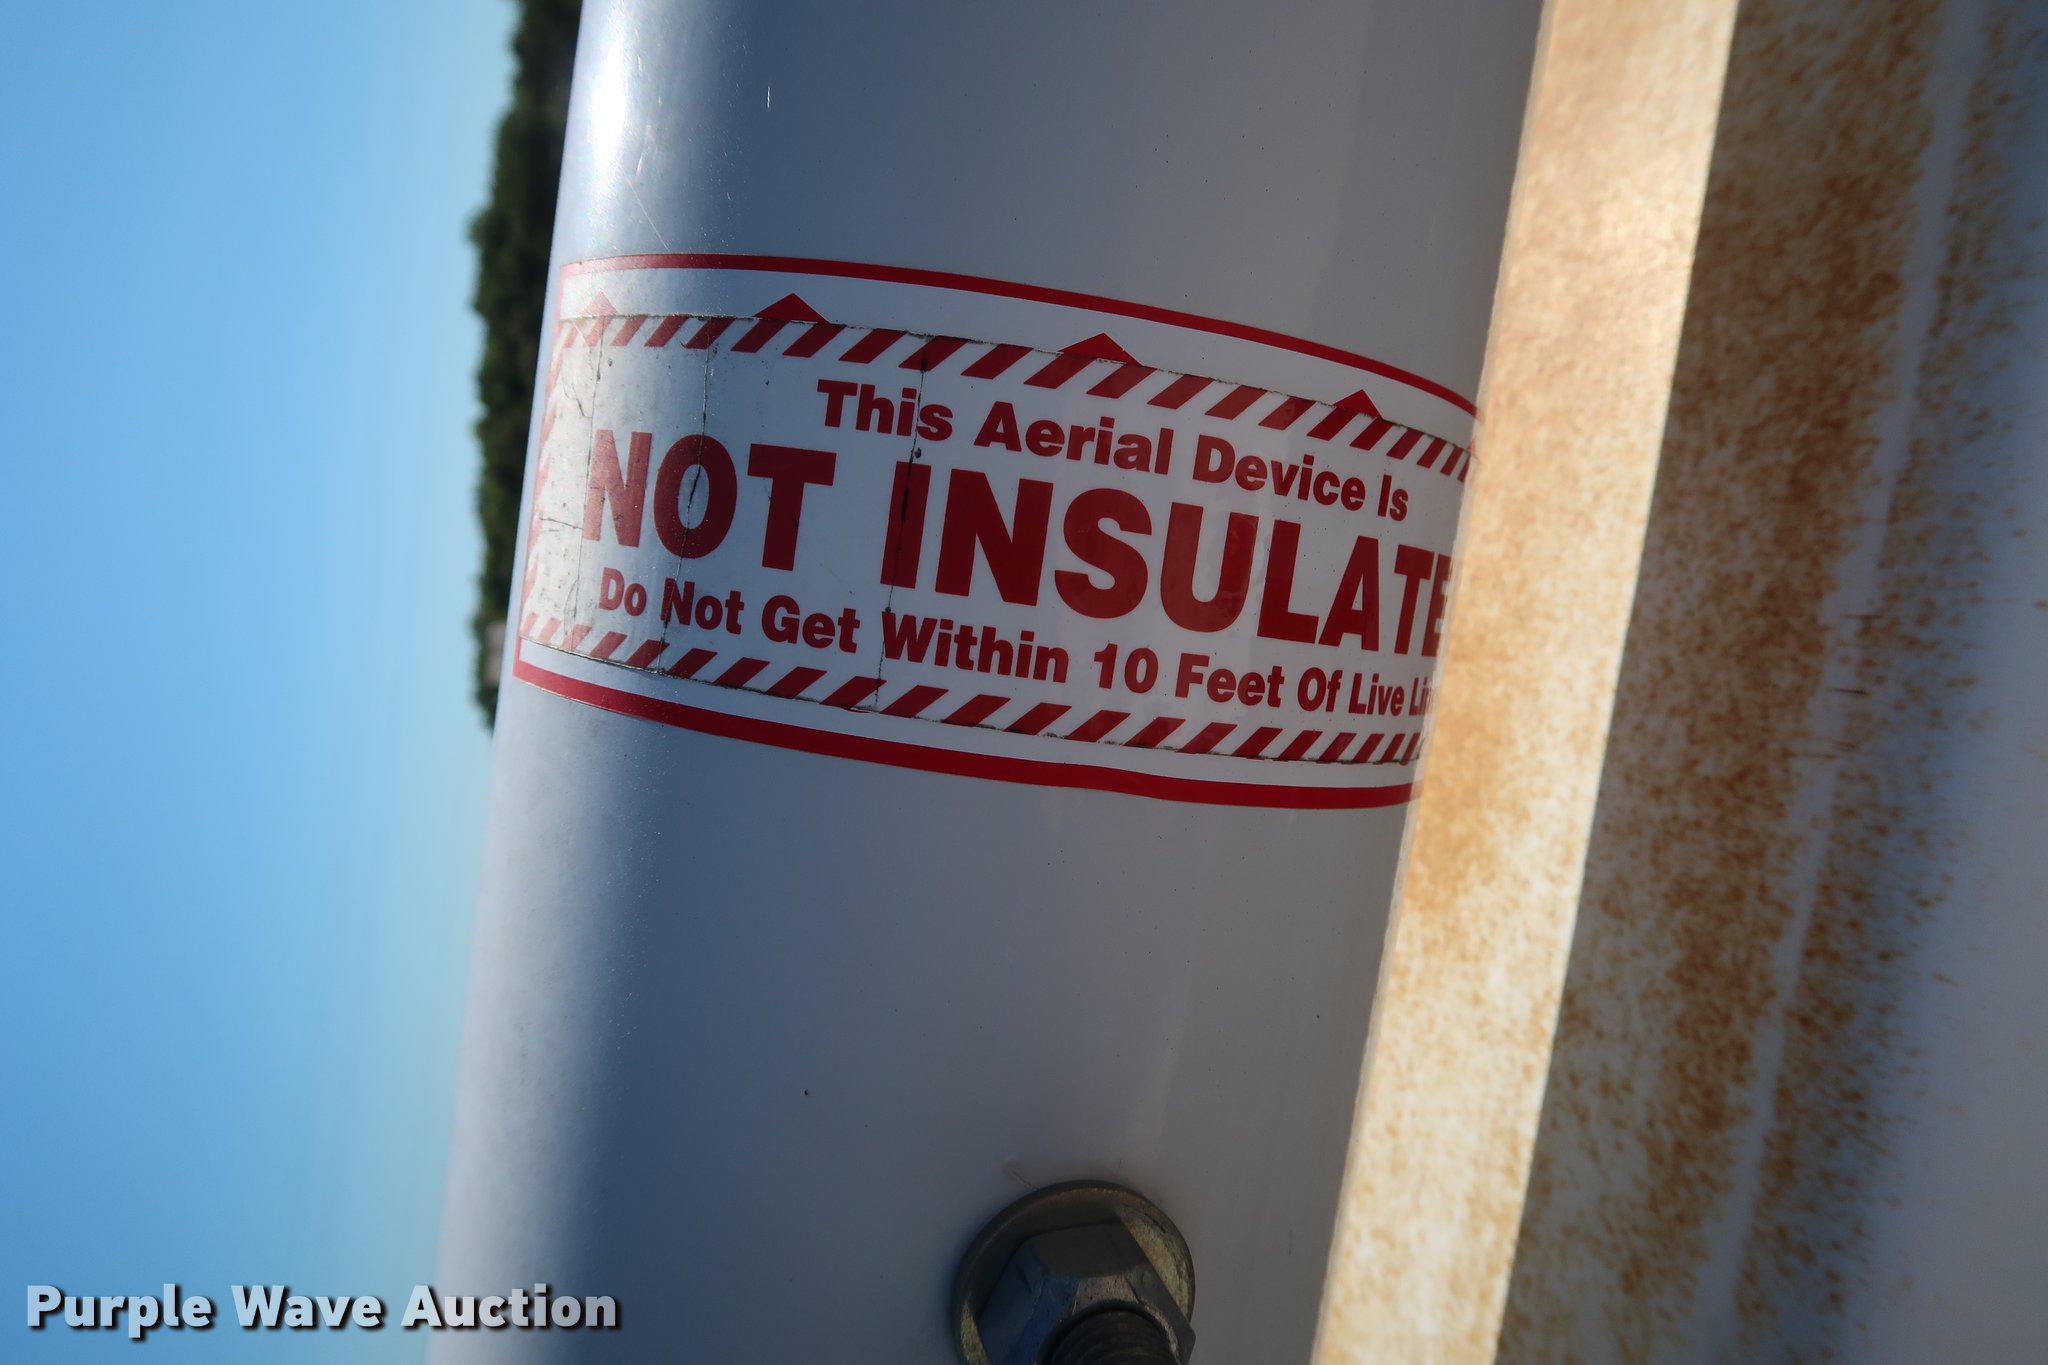 This Aerial Device Is
NOT INSULATE
Do Not Get Within 10 Feet Of Live
Purple Wave Auction